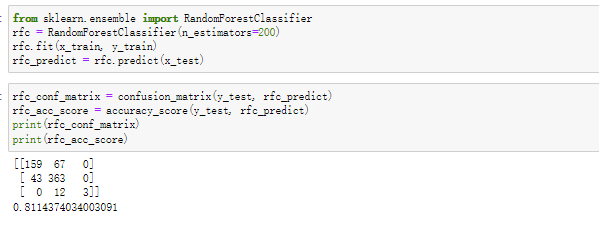 from sklearn.ensemble import RandomForestClassifier
rfc = RandomForestClassifier(n_estimators=200)
rfc.fit(x_train, y_train)
rfc_predict = rfc.predict(x_test)
rfc_conf_matrix = confusion_matrix(y_test, rfc_predict)
rfc_acc_score = accuracy_score(y_test, rfc_predict)
print(rfc_conf_matrix)
print(rfc_acc_score)
[[159  67   0]
 [ 43 363   0]
 [  0  12   3]]
0.8114374034003091